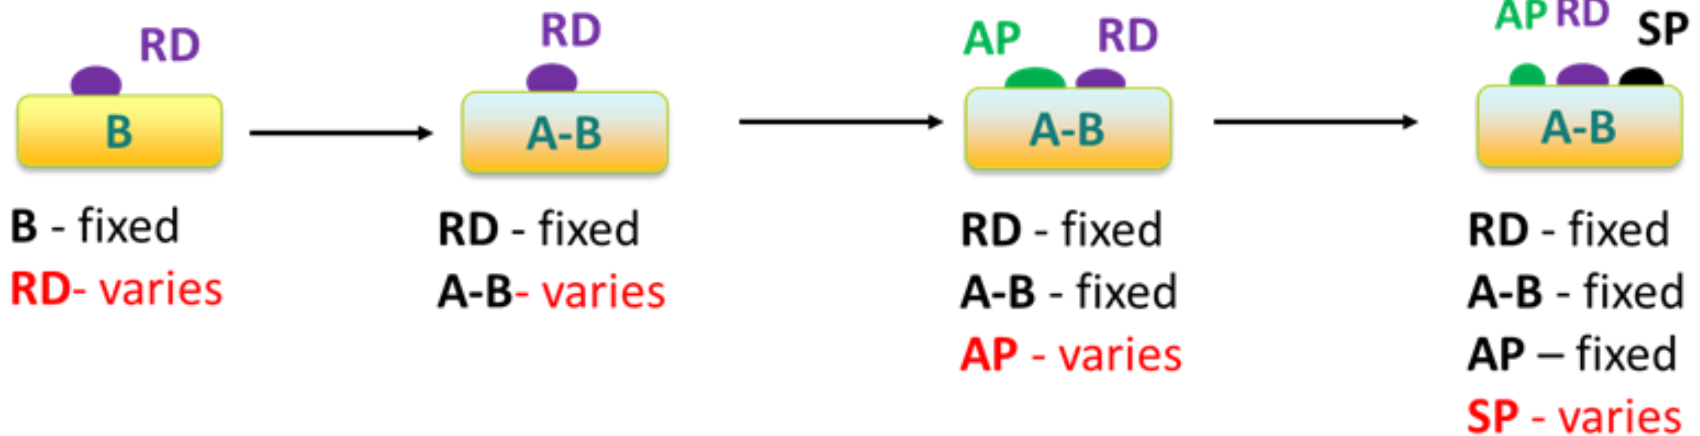 RD
B
B - fixed
RD- varies
RD
A-B
RD - fixed
A-B- varies
AP RD
A-B
RD - fixed
A-B - fixed
AP - varies
AP RD SP
A-B
RD - fixed
A-B - fixed
AP – fixed
SP - varies